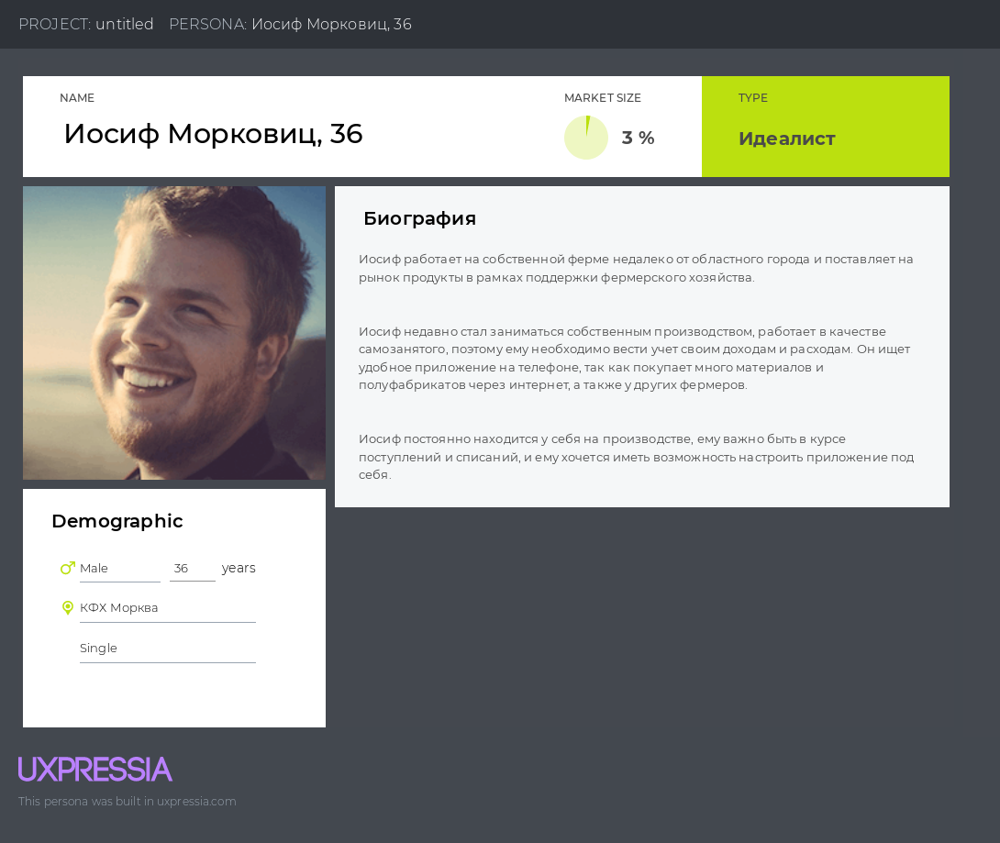 PROJECT: untitled PERSONA: Иосиф Морковиц, 36
NAME
Иосиф Морковиц, 36
MARKET SIZE
3 %
TYPE
Идеалист
Биография
Иосиф работает на собственной ферме недалеко от областного города и поставляет на
рынок продукты в рамках поддержки фермерского хозяйства.
Иосиф недавно стал заниматься собственным производством, работает в качестве
самозанятого, поэтому ему необходимо вести учет своим доходам и расходам. Он ищет
удобное приложение на телефоне, так как покупает много материалов и
полуфабрикатов через интернет, а также у других фермеров.
Иосиф постоянно находится у себя на производстве, ему важно быть в курсе
поступлений и списаний, и ему хочется иметь возможность настроить приложение под
себя.
Demographic
Male 36 years
КФХ Морква
Single
UXPRESSIA
This persona was built in uxpressia.com